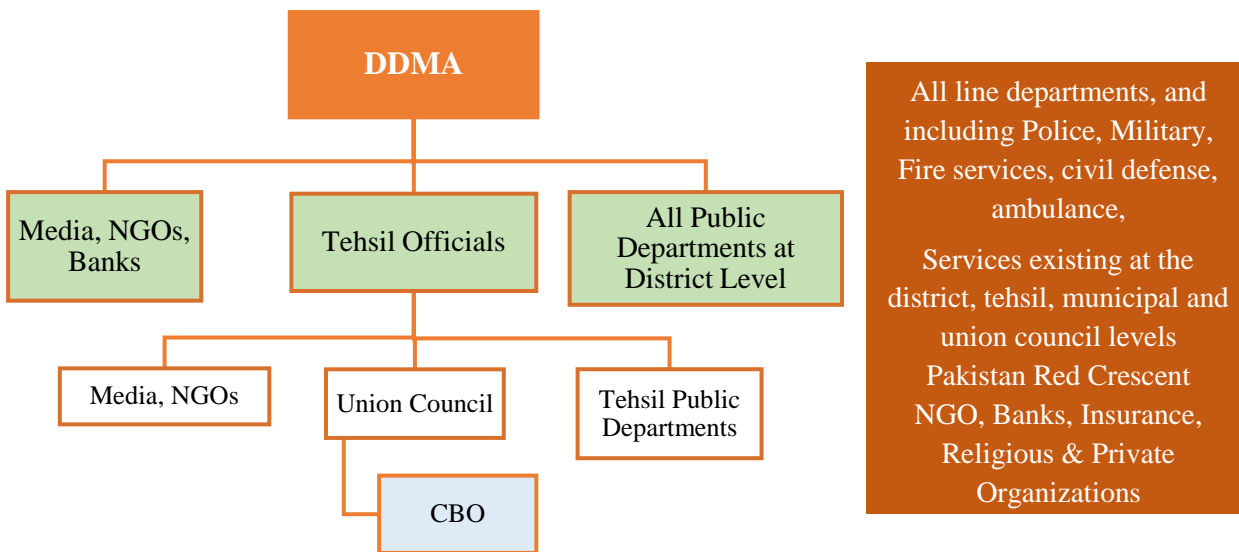 DDMA
Media, NGOs,
Banks
Tehsil Officials
All Public
Departments at
District Level
Media, NGOs
Union Council
Tehsil Public
Departments
CBO
All line departments, and
including Police, Military,
Fire services, civil defense,
ambulance,
Services existing at the
district, tehsil, municipal and
union council levels
Pakistan Red Crescent
NGO, Banks, Insurance,
Religious & Private
Organizations